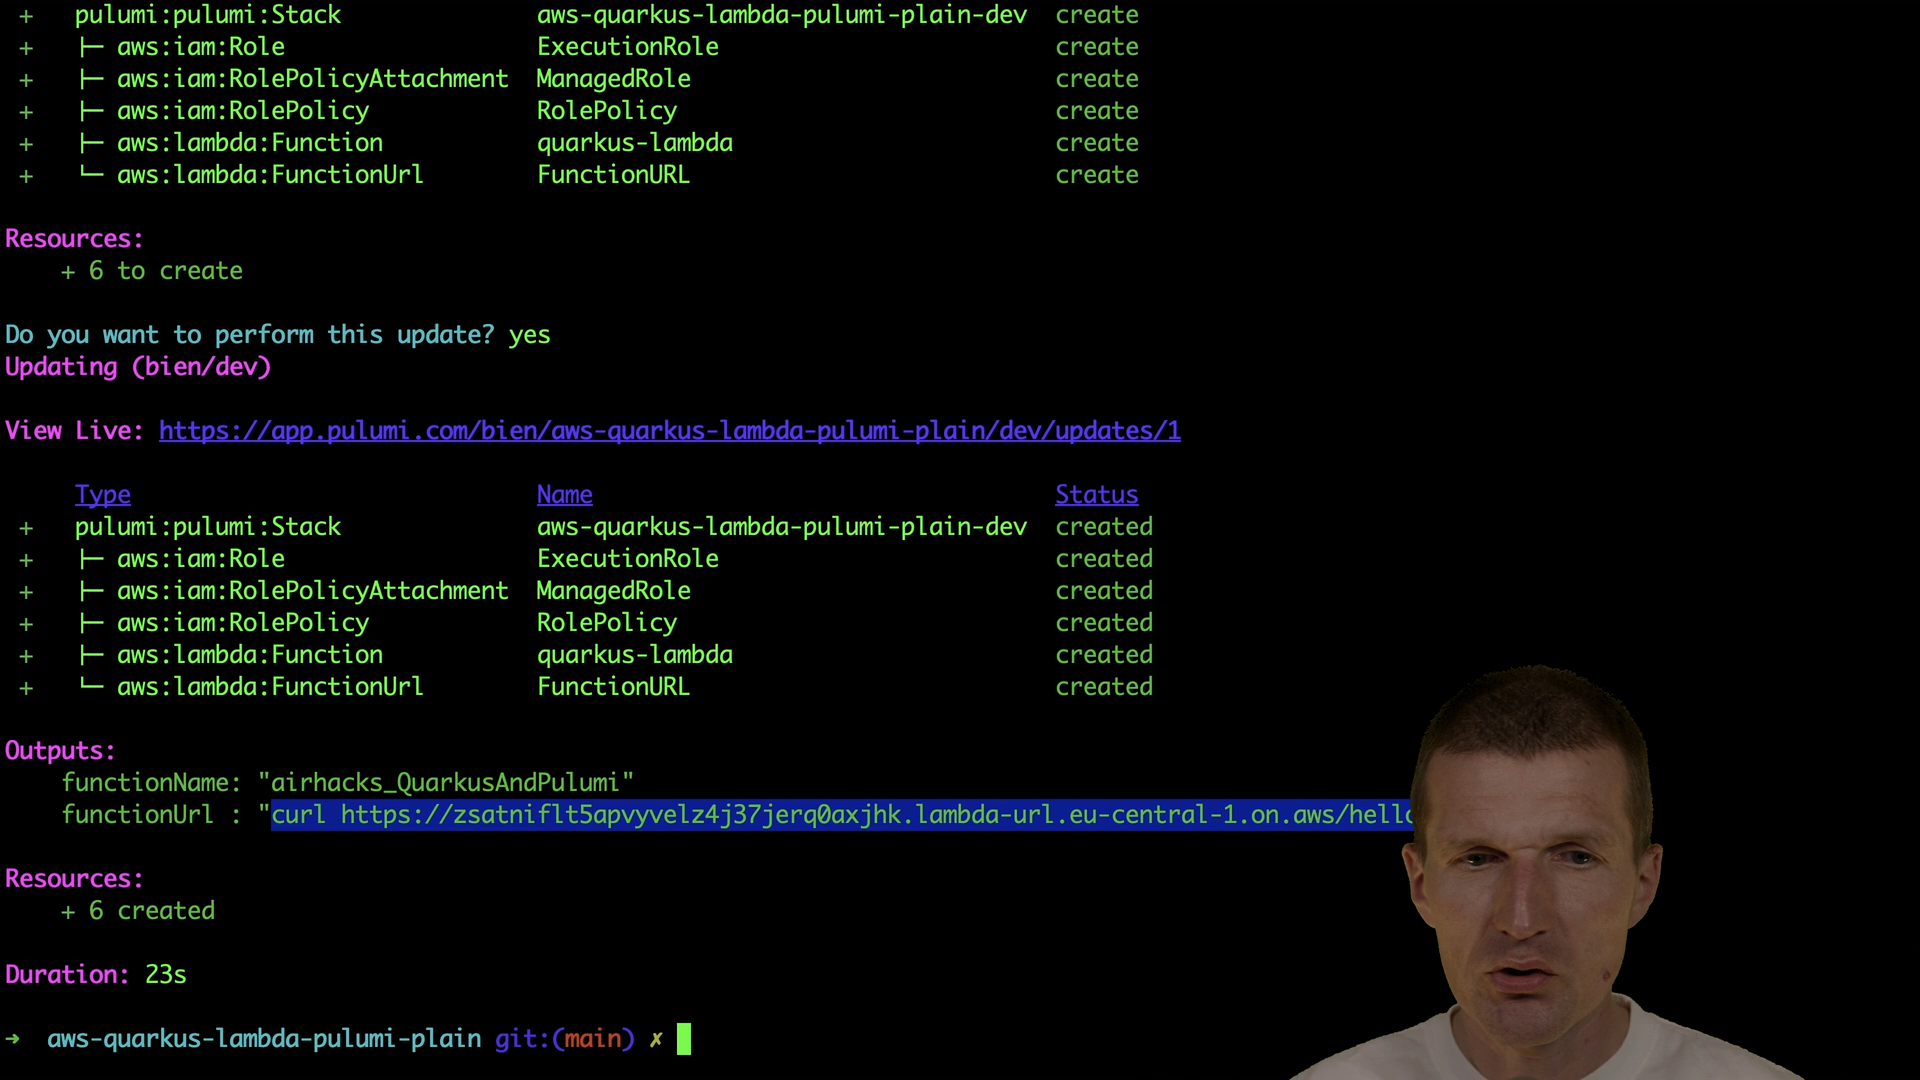 + pulumi:pulumi:Stack aws-quarkus-lambda-pulumi-plain-dev create
+ ├─ aws:iam:Role ExecutionRole create
+ ├─ aws:iam:RolePolicyAttachment ManagedRole create
+ ├─ aws:iam:RolePolicy RolePolicy create
+ ├─ aws:lambda:Function quarkus-lambda create
+ └─ aws:lambda:FunctionUrl FunctionURL create
Resources:
+ 6 to create
Do you want to perform this update? yes
Updating (bien/dev)
View Live: https://app.pulumi.com/bien/aws-quarkus-lambda-pulumi-plain/dev/updates/1
Type Name Status
+ pulumi:pulumi:Stack aws-quarkus-lambda-pulumi-plain-dev created
+ ├─ aws:iam:Role ExecutionRole created
+ ├─ aws:iam:RolePolicyAttachment ManagedRole created
+ ├─ aws:iam:RolePolicy RolePolicy created
+ ├─ aws:lambda:Function quarkus-lambda created
+ └─ aws:lambda:FunctionUrl FunctionURL created
Outputs:
functionName: "airhacks_QuarkusAndPulumi"
functionUrl : "curl https://zsatniflt5apvyvelz4j37jerq0axjhk.lambda-url.eu-central-1.on.aws/hello
Resources:
+ 6 created
Duration: 23s
➜ aws-quarkus-lambda-pulumi-plain git:(main) ✗